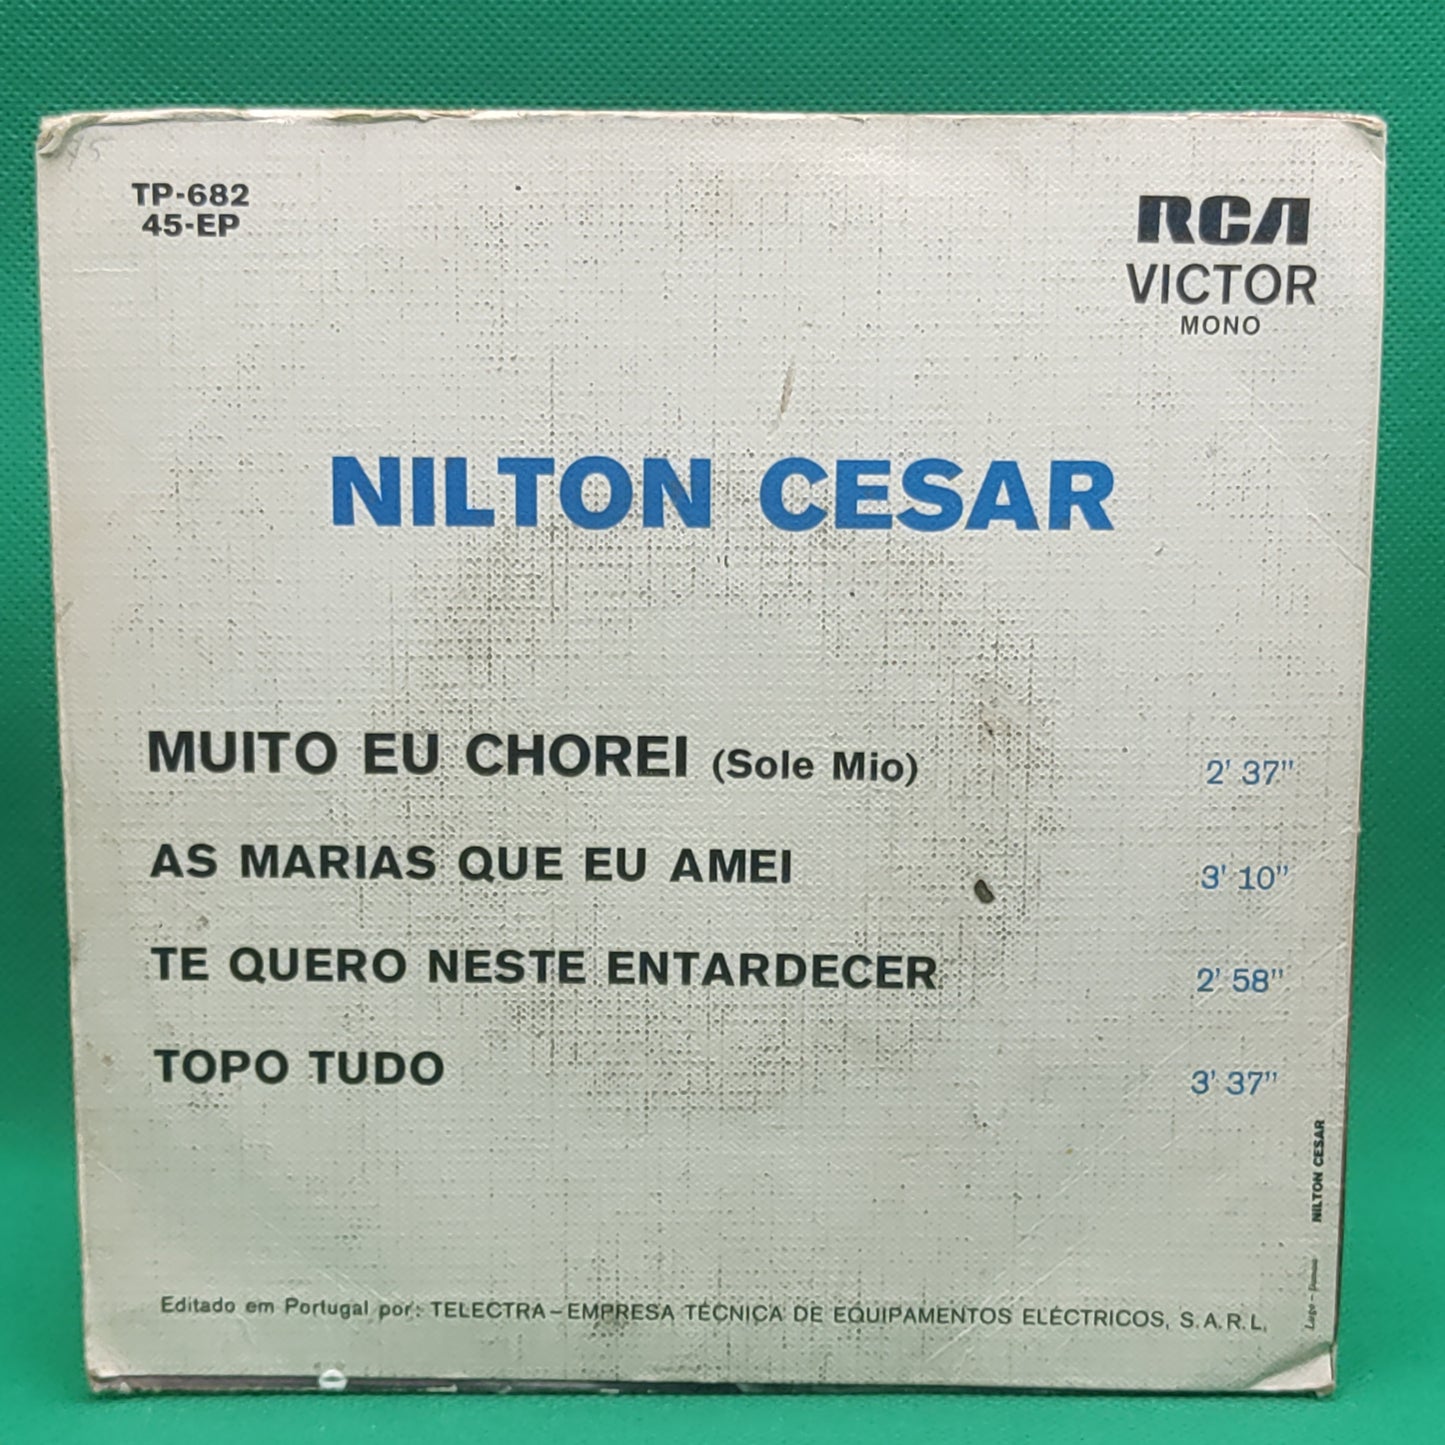 TP-682
45-EP
RCA
VICTOR
MONO
NILTON CESAR
MUITO EU CHOREI (Sole Mio) 2' 37"
AS MARIAS QUE EU AMEI 3' 10"
TE QUERO NESTE ENTARDECER 2' 58"
TOPO TUDO 3' 37"
NILTON CESAR
Editado em Portugal por: TELECTRA-EMPRESA TÉCNICA DE EQUIPAMENTOS ELÉCTRICOS, S.A.R.L.